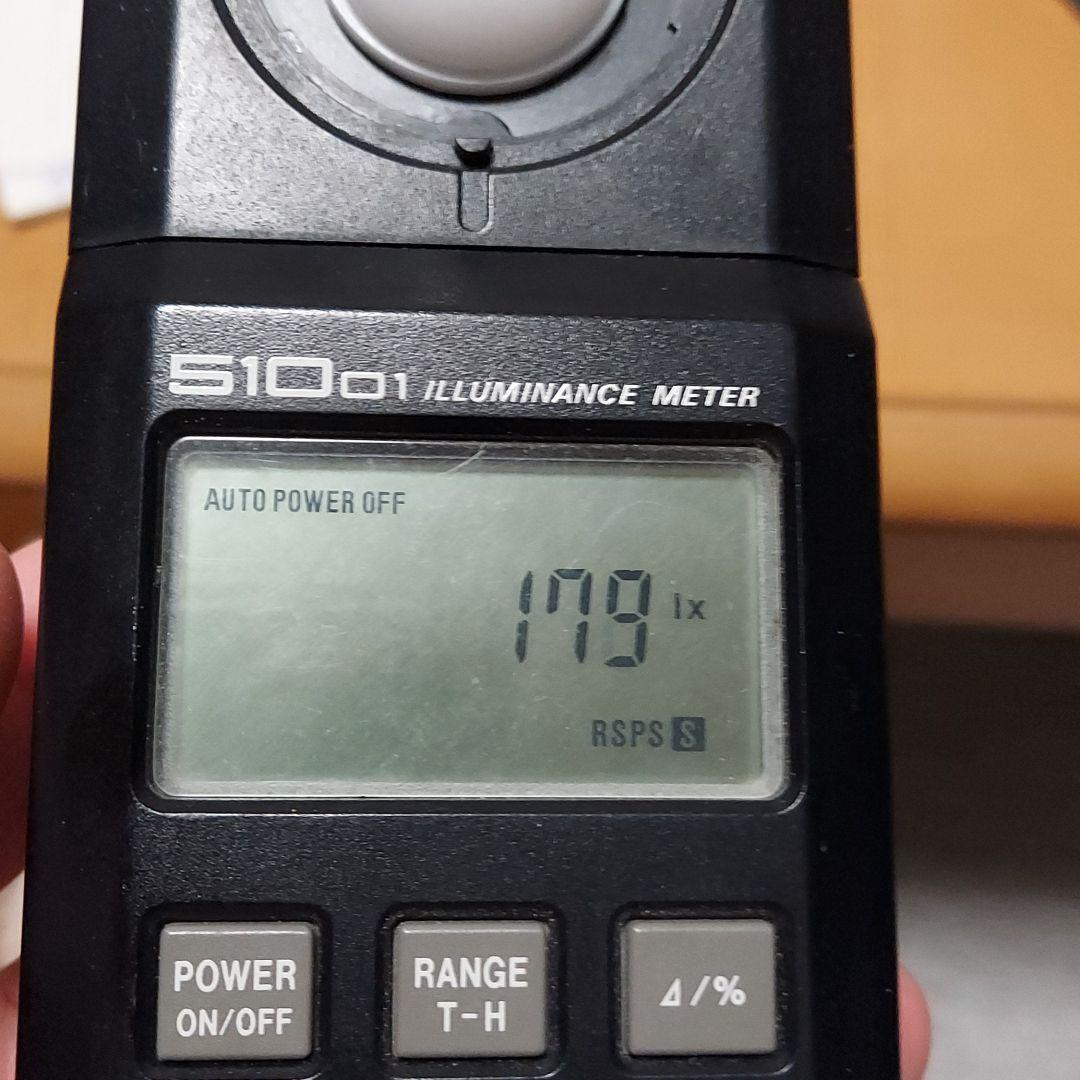 51001 ILLUMINANCE METER
AUTO POWER OFF
179 lx
RSPS S
POWER ON/OFF
RANGE T-H
⊿/%